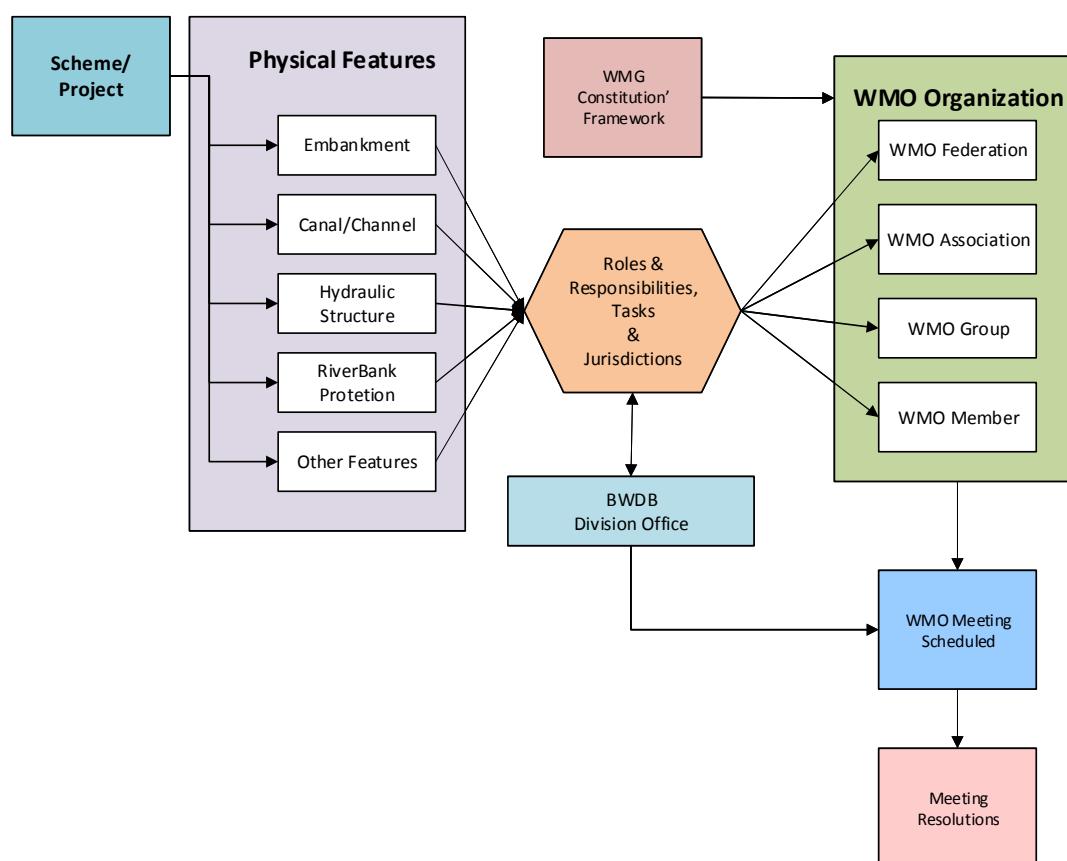 Scheme/
Project
Physical Features
Embankment
Canal/Channel
Hydraulic
Structure
RiverBank
Protetion
Other Features
WMG
Constitution’
Framework
Roles &
Responsibilities,
Tasks
&
Jurisdictions
BWDB
Division Office
WMO Organization
WMO Federation
WMO Association
WMO Group
WMO Member
WMO Meeting
Scheduled
Meeting
Resolutions